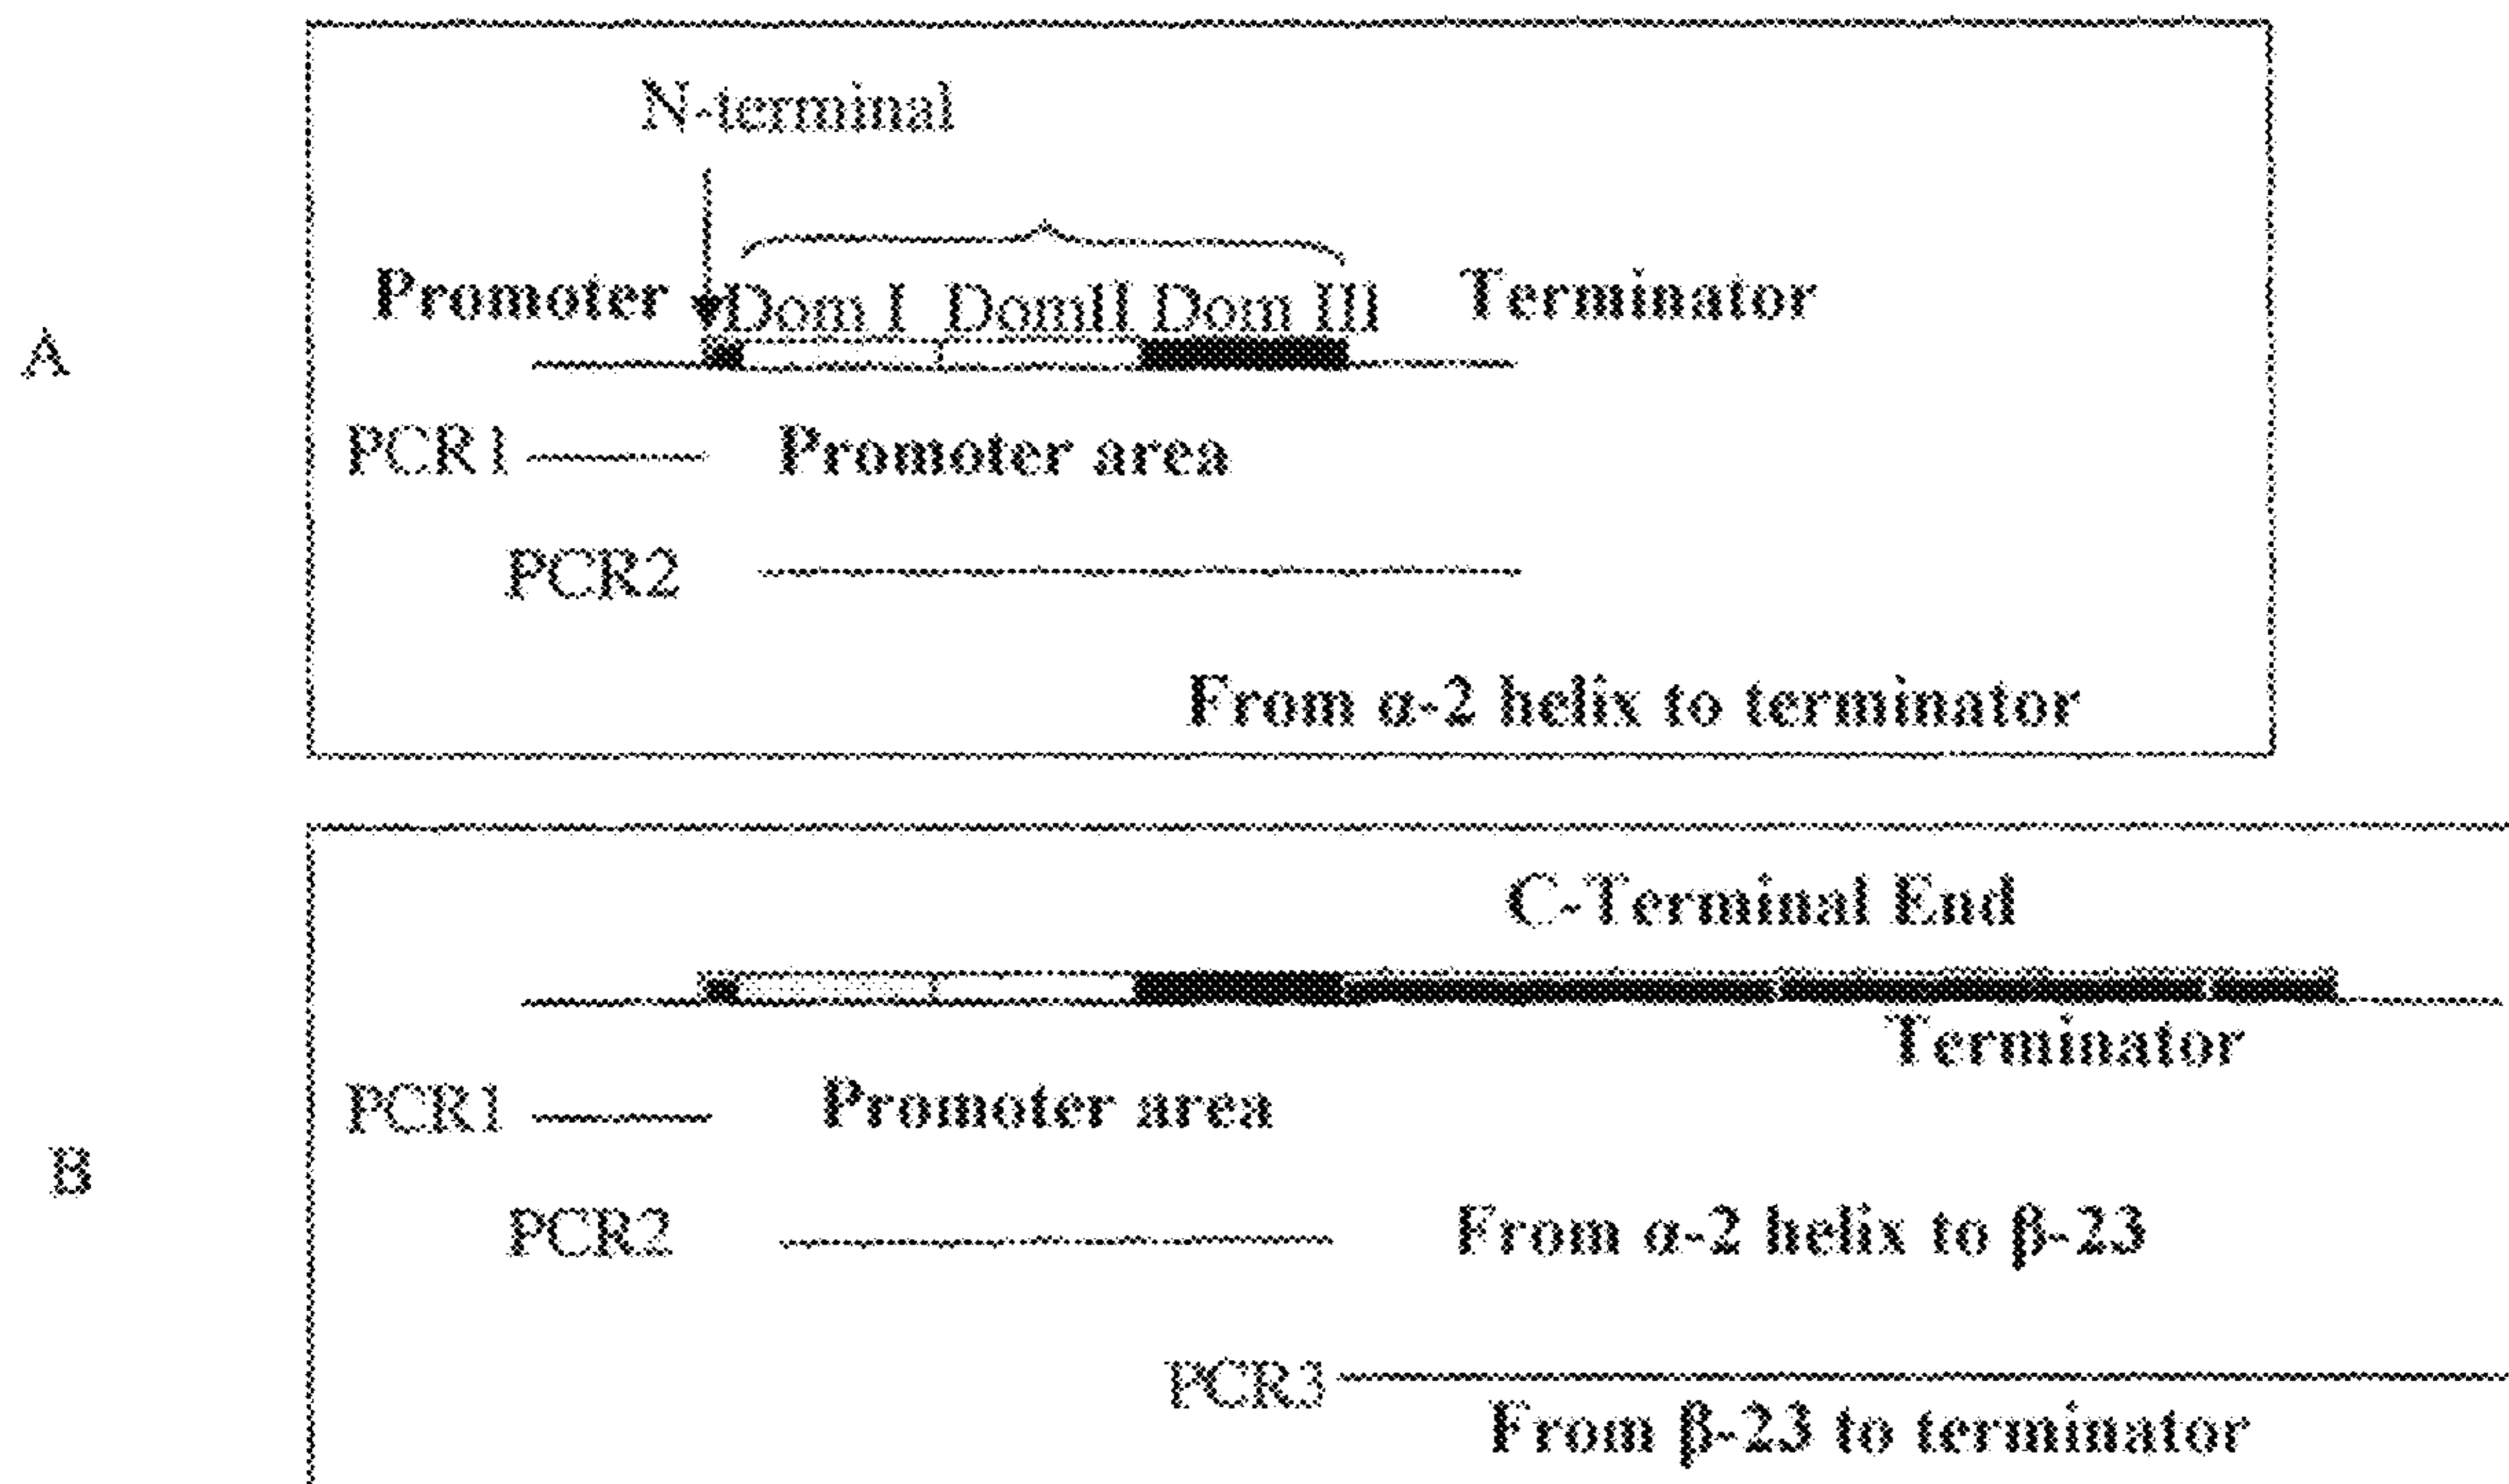 N-terminal
Promoter Dom I DomII Dom III Terminator
A
PCR1 Promoter area
PCR2
From α-2 helix to terminator
C-Terminal End
Terminator
PCR1 Promoter area
B
PCR2 From α-2 helix to β-23
PCR3
From β-23 to terminator